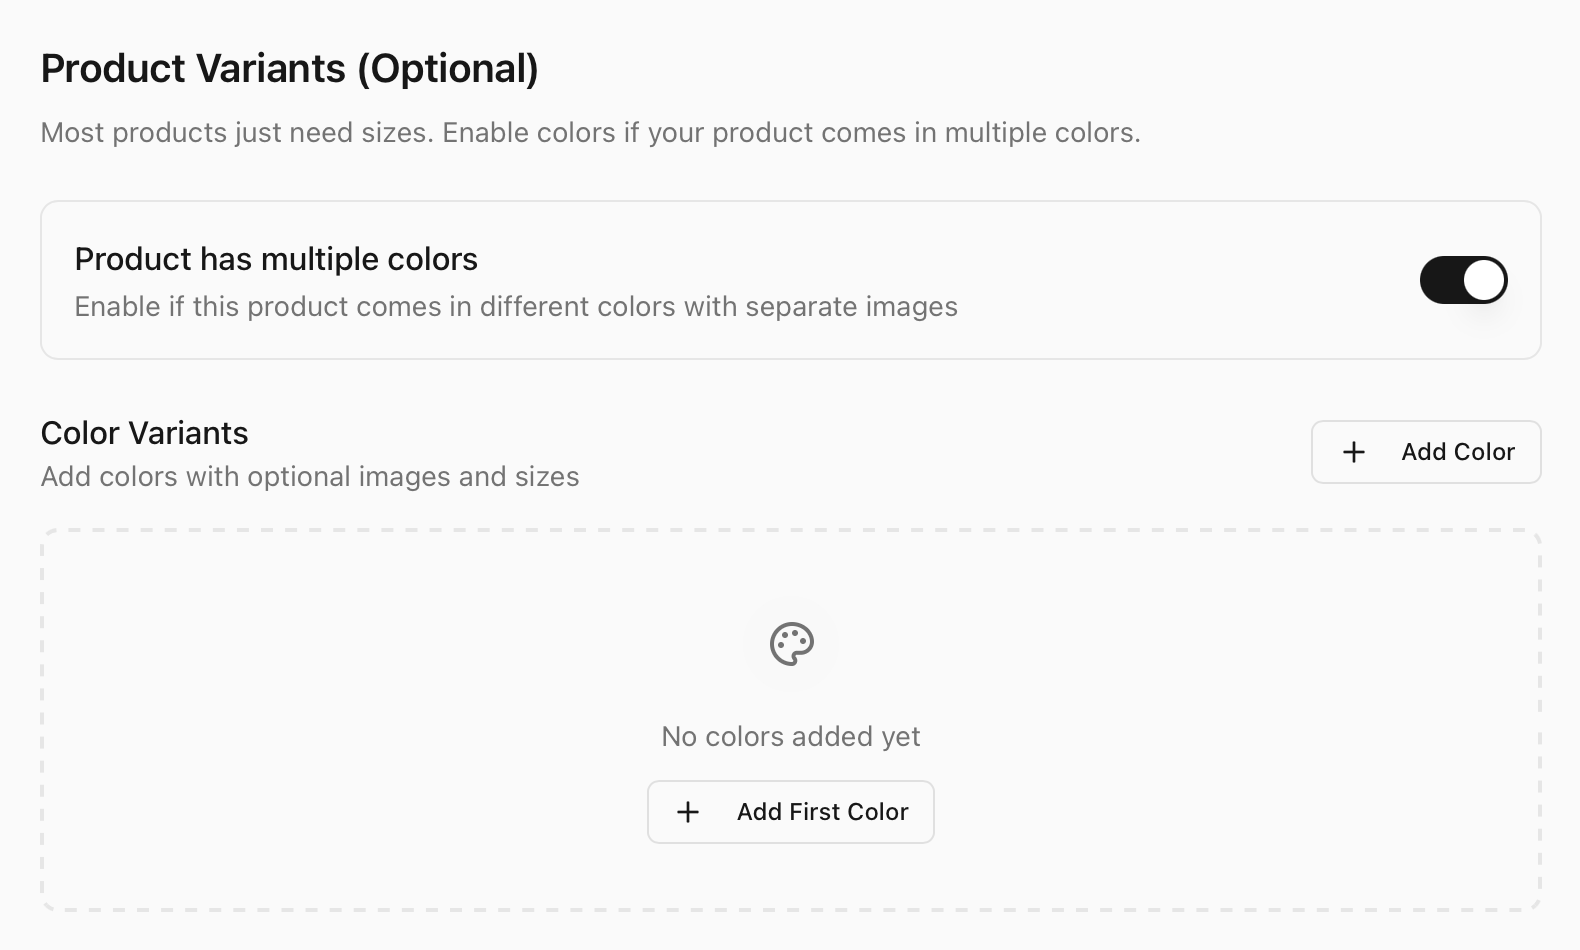 Product Variants (Optional)
Most products just need sizes. Enable colors if your product comes in multiple colors.
Product has multiple colors
Enable if this product comes in different colors with separate images
Color Variants
Add colors with optional images and sizes
Add Color
No colors added yet
Add First Color